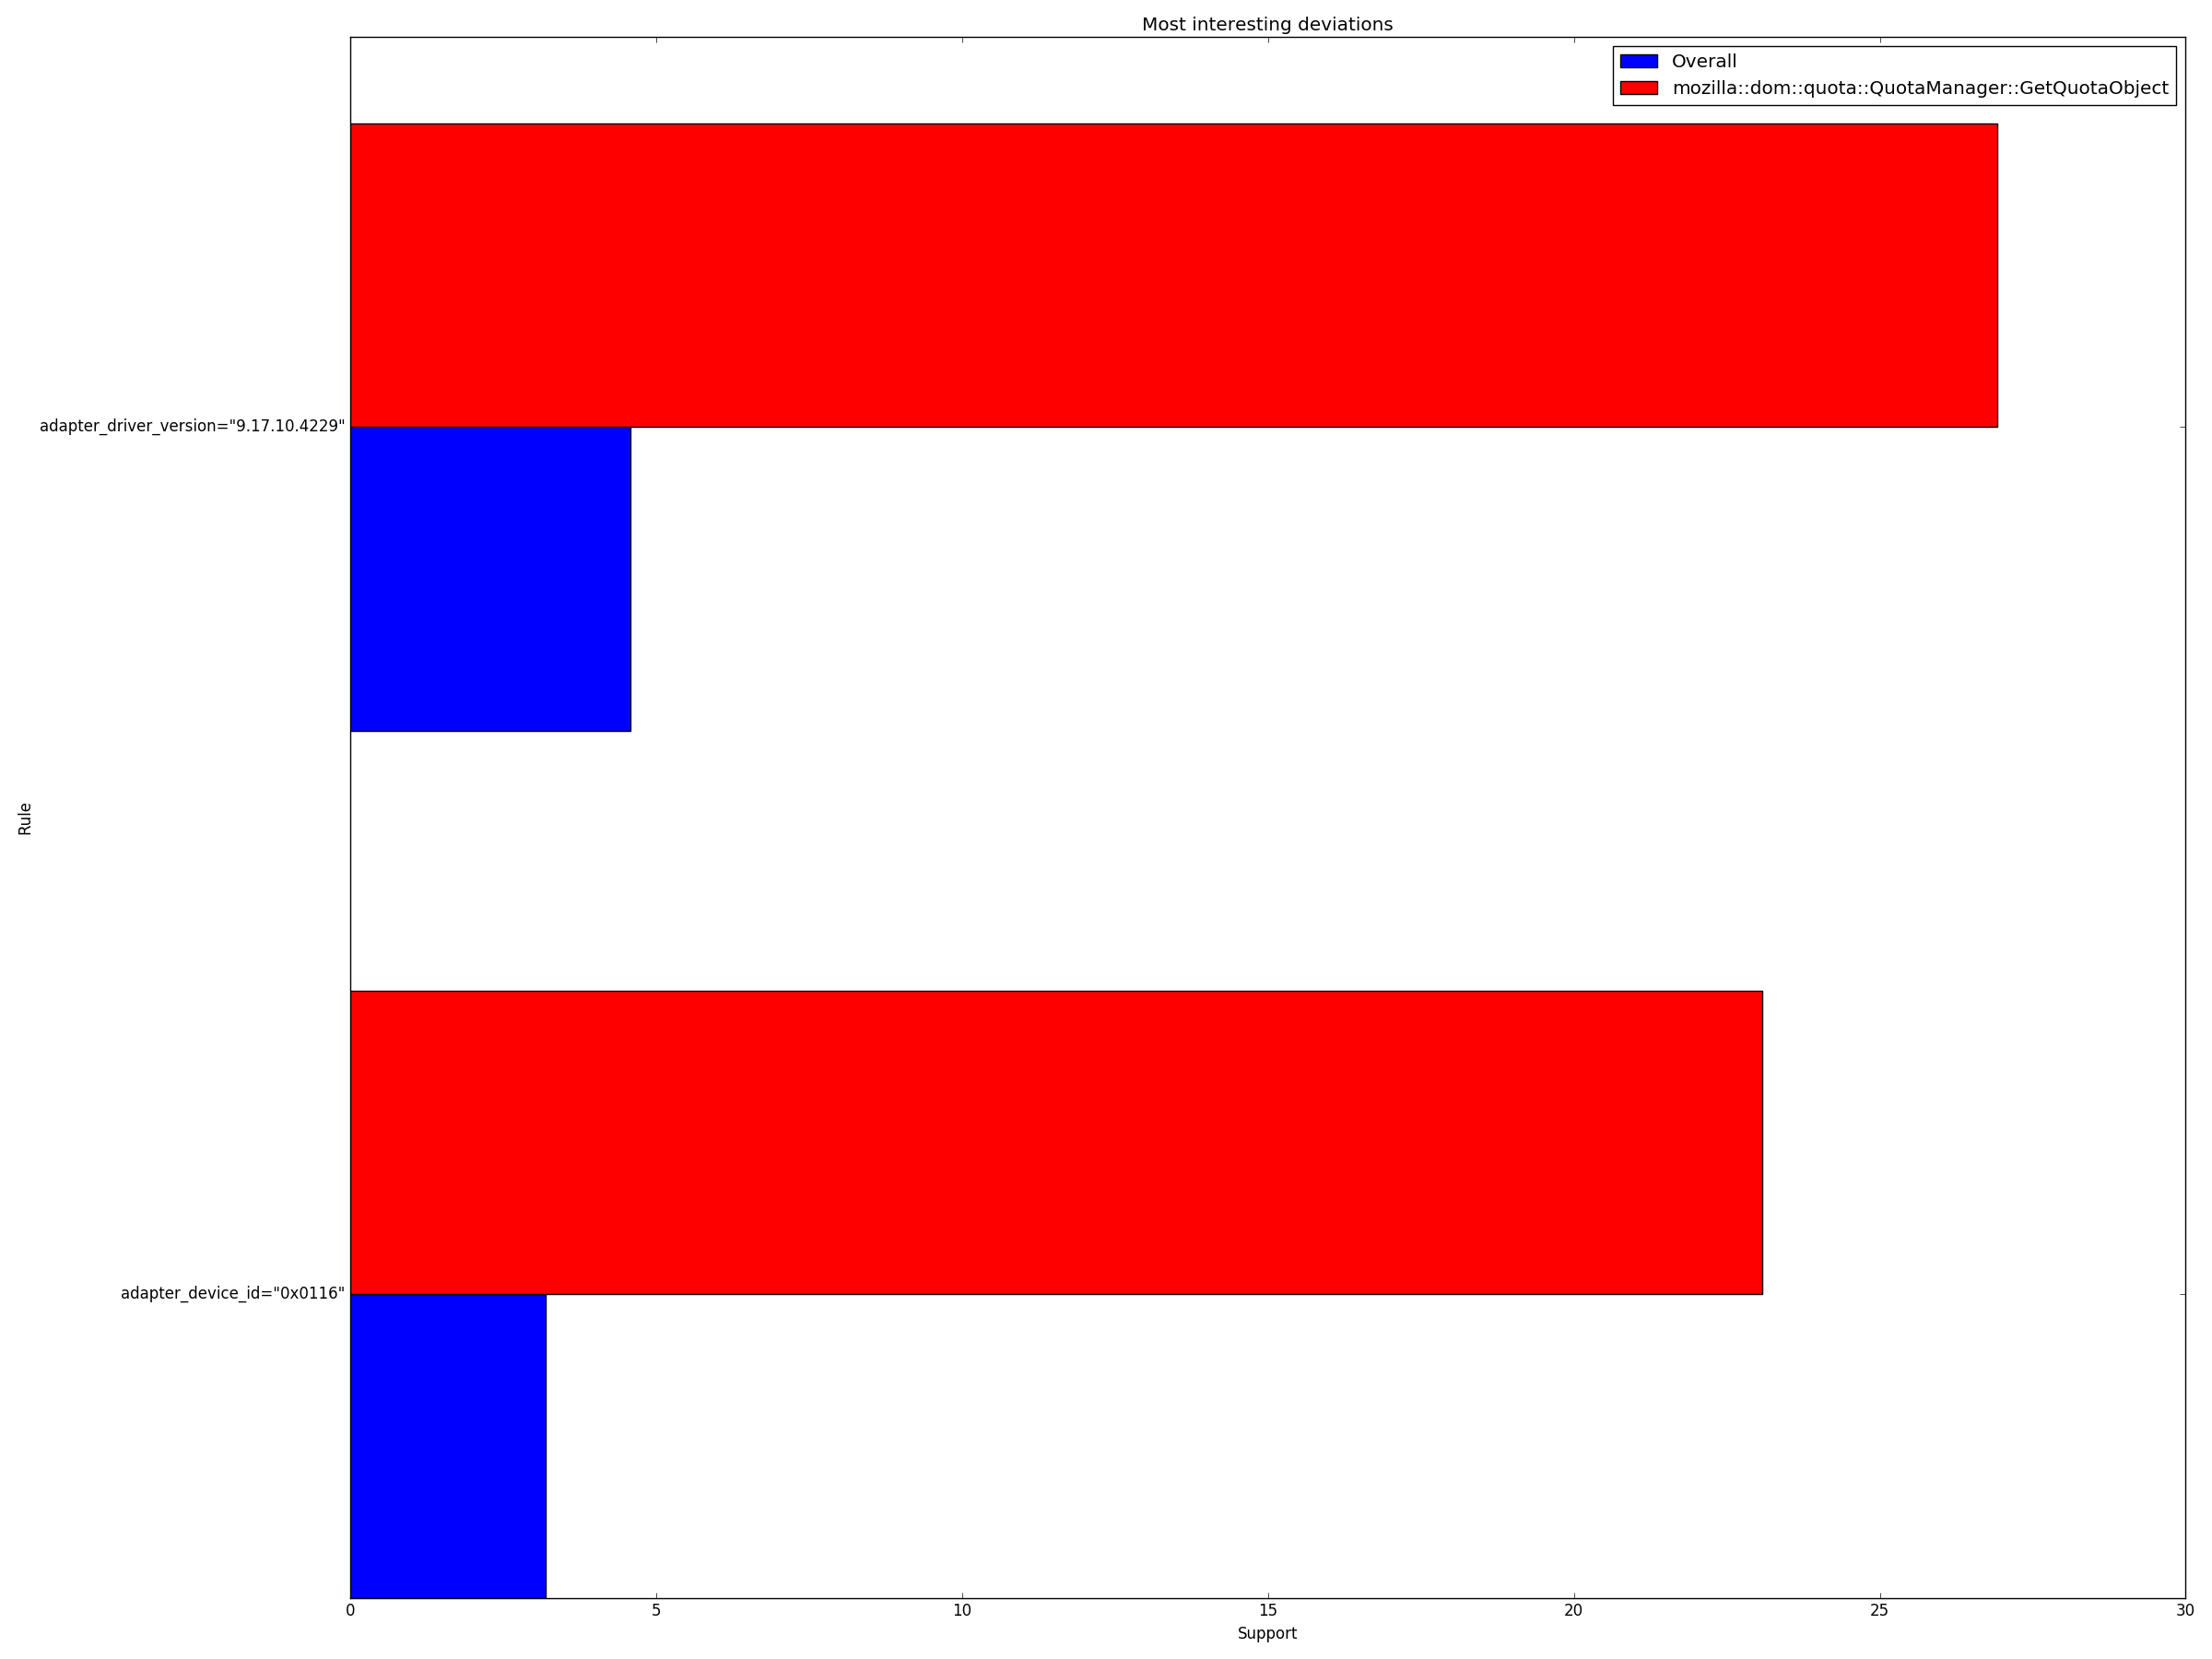 Most interesting deviations
Overall
mozilla::dom::quota::QuotaManager::GetQuotaObject
adapter_driver_version="9.17.10.4229"
Rule
adapter_device_id="0x0116"
0 5 10 15 20 25 30
Support